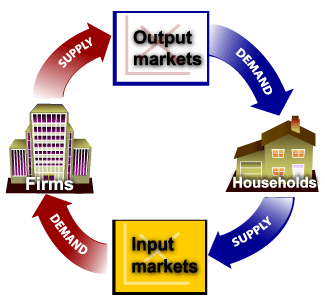 SUPPLY
Output
markets
DEMAND
Firms
Households
DEMAND
Input
markets
SUPPLY